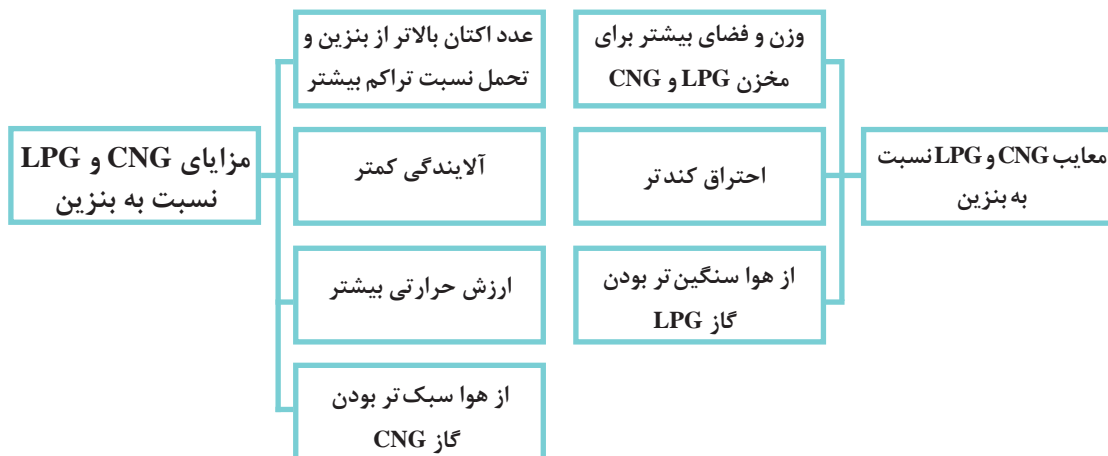 معایب CNG و LPG نسبت
به بنزین
وزن و فضای بیشتر برای
مخزن LPG و CNG
احتراق کندتر
از هوا سنگین‌تر بودن
گاز LPG
مزایای CNG و LPG
نسبت به بنزین
عدد اکتان بالاتر از بنزین و
تحمل نسبت تراکم بیشتر
آلایندگی کمتر
ارزش حرارتی بیشتر
از هوا سبک‌تر بودن
گاز CNG